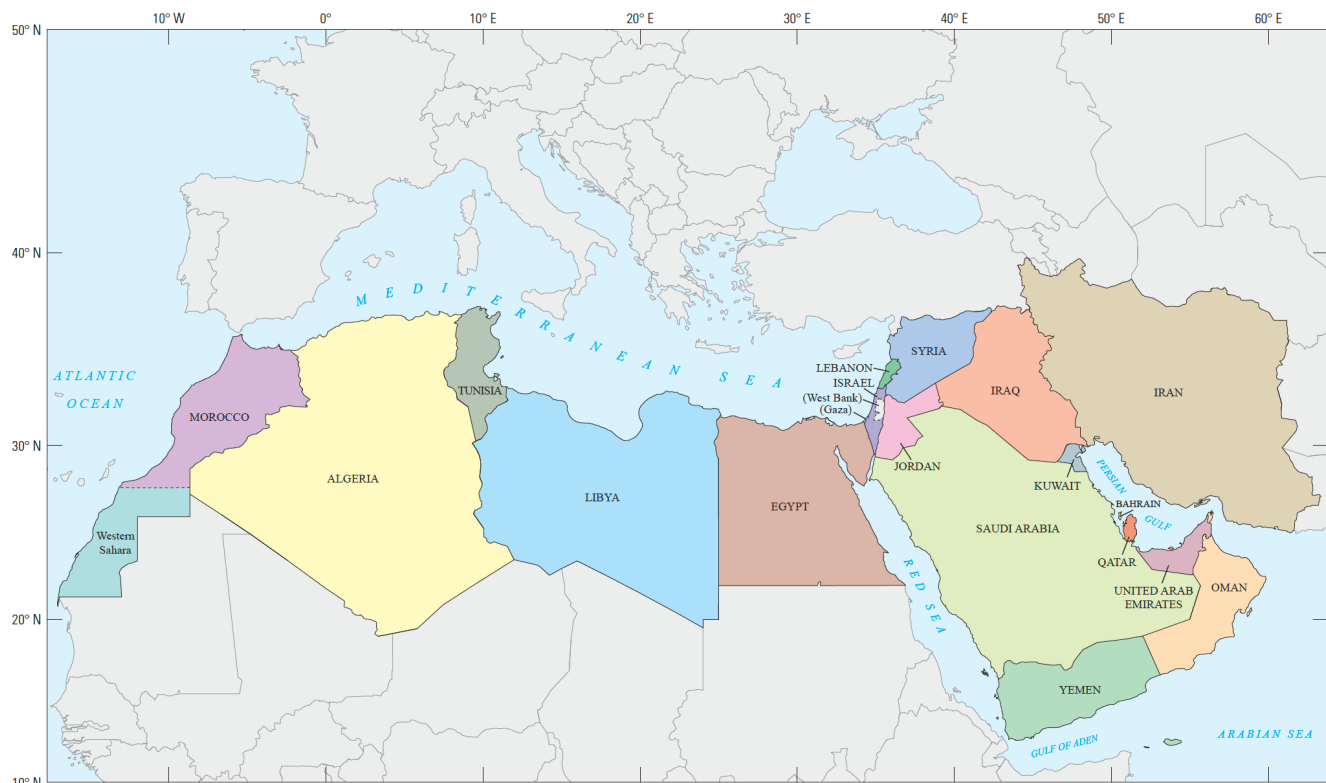 10° W 0° 10° E 20° E 30° E 40° E 50° E 60° E
50° N
40° N
30° N
20° N
10° N
MEDITERRANEAN SEA
ATLANTIC
OCEAN
MOROCCO
Western
Sahara
ALGERIA
TUNISIA
LIBYA
EGYPT
SYRIA
LEBANON
ISRAEL
(West Bank)
(Gaza)
JORDAN
IRAQ
IRAN
KUWAIT
PERSIAN
GULF
BAHRAIN
QATAR
SAUDI ARABIA
UNITED ARAB
EMIRATES
OMAN
YEMEN
RED SEA
GULF OF ADEN
ARABIAN SEA